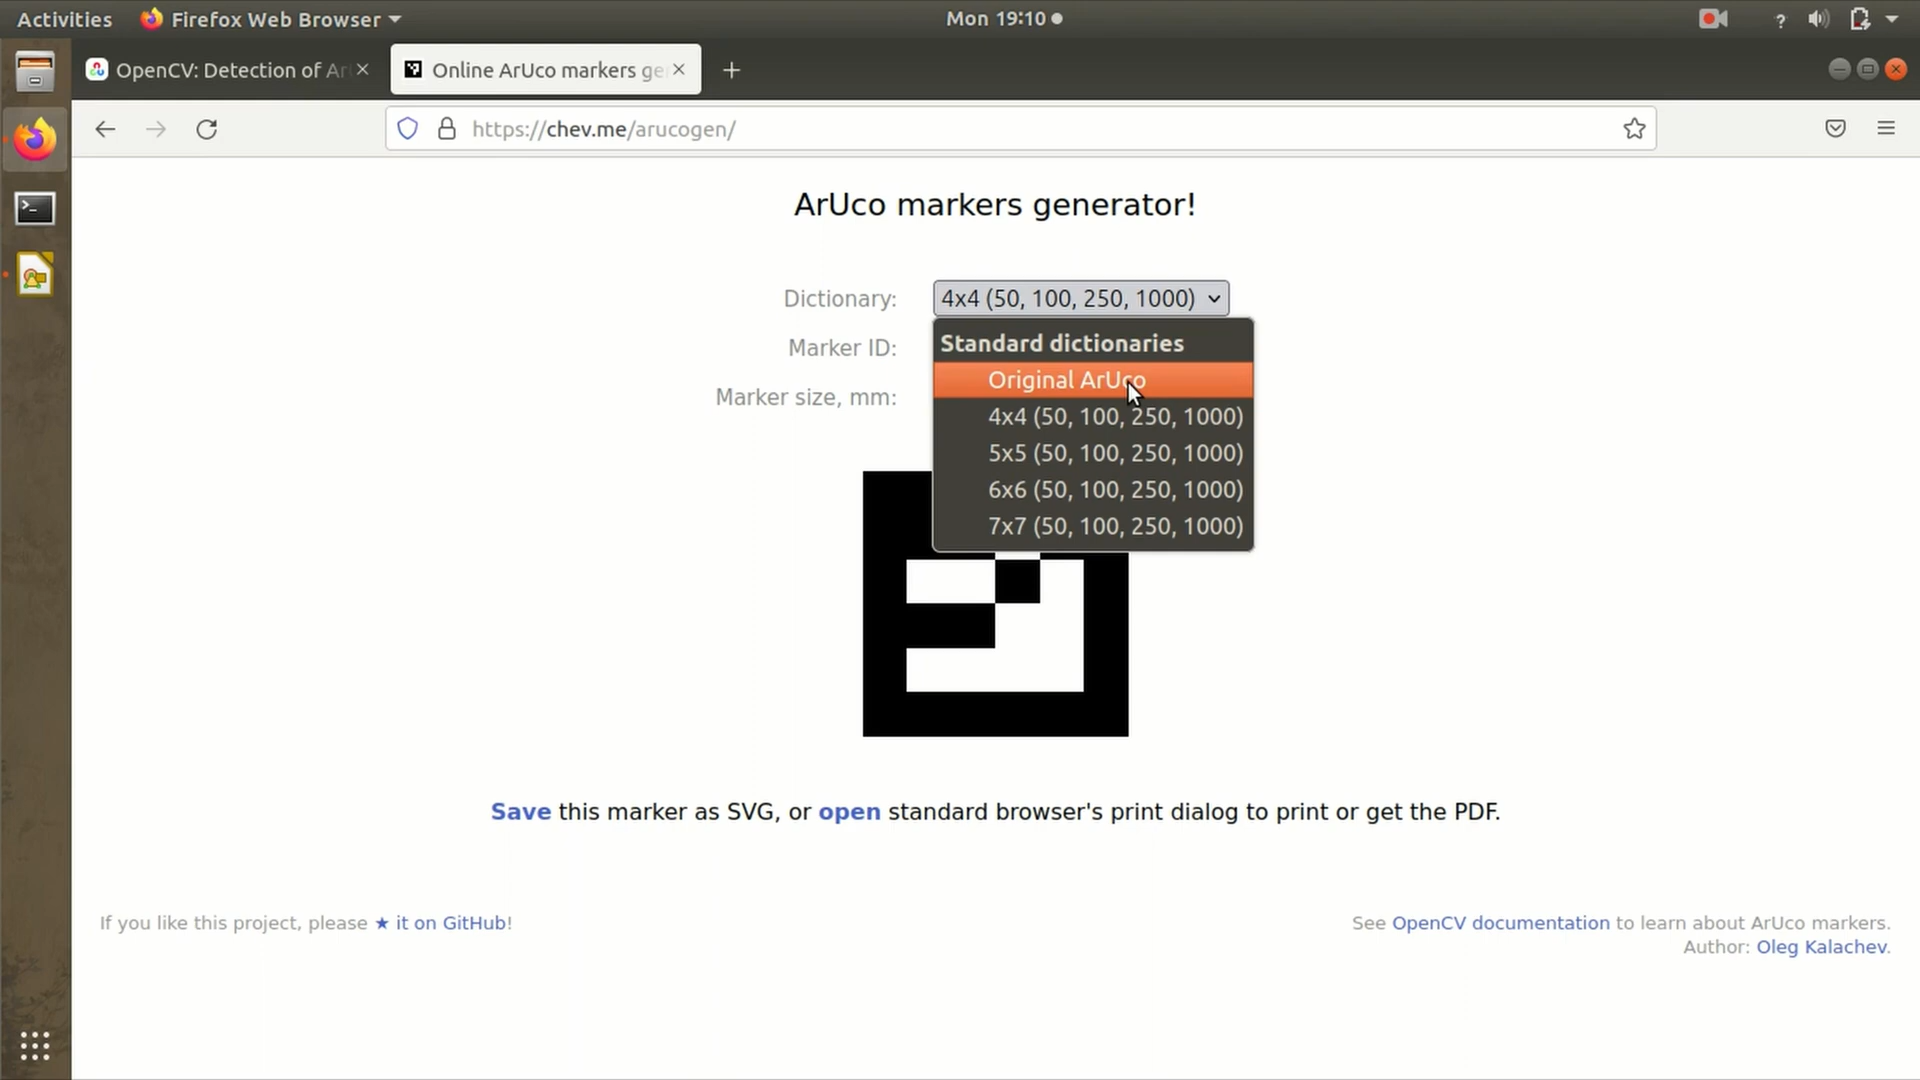 Activities
Firefox Web Browser
Mon 19:10
?
OpenCV: Detection of Ar
Online ArUco markers ge
https://chev.me/arucogen/
ArUco markers generator!
Dictionary:
4x4 (50, 100, 250, 1000)
Standard dictionaries
Original ArUco
4x4 (50, 100, 250, 1000)
5x5 (50, 100, 250, 1000)
6x6 (50, 100, 250, 1000)
7x7 (50, 100, 250, 1000)
Marker ID:
Marker size, mm:
Save this marker as SVG, or open standard browser's print dialog to print or get the PDF.
If you like this project, please ★ it on GitHub!
See OpenCV documentation to learn about ArUco markers.
Author: Oleg Kalachev.